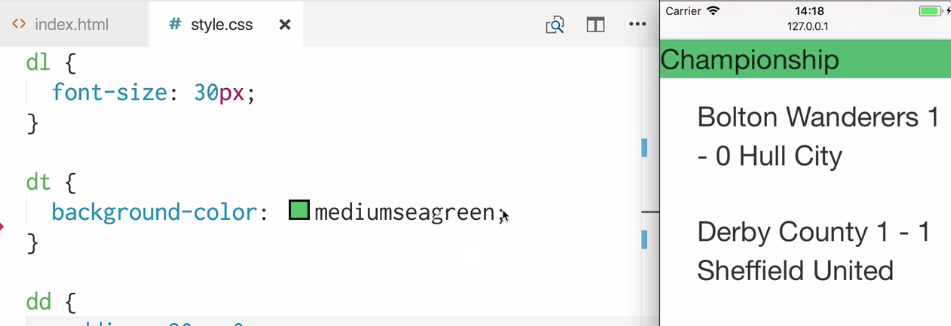 <> index.html
# style.css ×
dl {
font-size: 30px;
}
dt {
background-color: mediumseagreen;
}
dd {
Carrier
14:18
127.0.0.1
Championship
Bolton Wanderers 1
- 0 Hull City
Derby County 1 - 1
Sheffield United